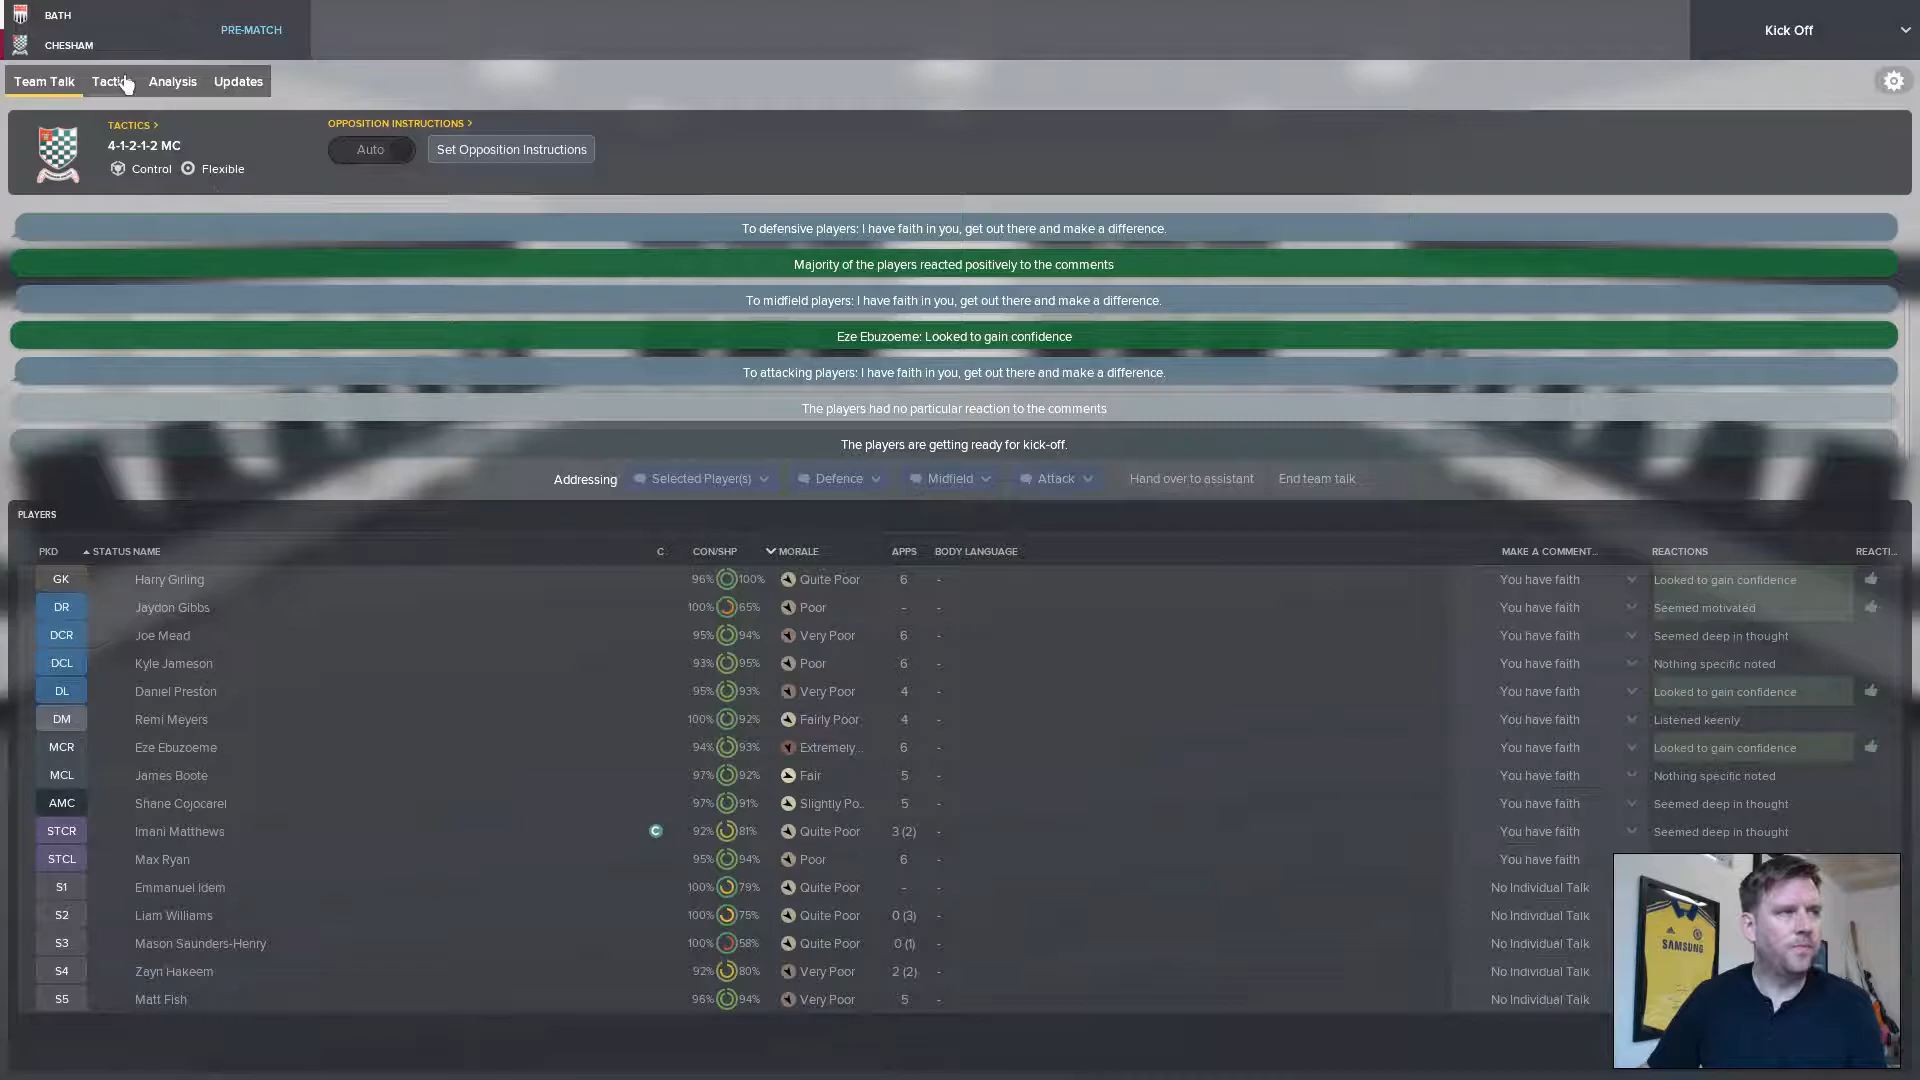 BATH
CHESHAM
PRE-MATCH
Kick Off
Team Talk
Analysis
Updates
TACTICS >
4-1-2-1-2 MC
Control
Flexible
OPPOSITION INSTRUCTIONS >
Auto
Set Opposition Instructions
To defensive players: I have faith in you, get out there and make a difference.
Majority of the players reacted positively to the comments
To midfield players: I have faith in you, get out there and make a difference.
Eze Ebuzoeme: Looked to gain confidence
To attacking players: I have faith in you, get out there and make a difference.
The players had no particular reaction to the comments
The players are getting ready for kick-off.
Addressing Selected Player(s) Defence Midfield Attack Hand over to assistant End team talk
PLAYERS
PKD STATUS NAME C CON/SHP MORALE APPS BODY LANGUAGE MAKE A COMMENT... REACTIONS REACTI...
GK Harry Girling 96% 100% Quite Poor 6 - You have faith Looked to gain confidence
DR Jaydon Gibbs 100% 65% Poor - - You have faith Seemed motivated
DCR Joe Mead 95% 94% Very Poor 6 - You have faith Seemed deep in thought
DCL Kyle Jameson 93% 95% Poor 6 - You have faith Nothing specific noted
DL Daniel Preston 95% 93% Very Poor 4 - You have faith Looked to gain confidence
DM Remi Meyers 100% 92% Fairly Poor 4 - You have faith Listened keenly
MCR Eze Ebuzoeme 94% 93% Extremely... 6 - You have faith Looked to gain confidence
MCL James Boote 97% 92% Fair 5 - You have faith Nothing specific noted
AMC Shane Cojocarel 97% 91% Slightly Po... 5 - You have faith Seemed deep in thought
STCR Imani Matthews C 92% 81% Quite Poor 3 (2) - You have faith Seemed deep in thought
STCL Max Ryan 95% 94% Poor 6 - You have faith
S1 Emmanuel Idem 100% 79% Quite Poor - - No Individual Talk
S2 Liam Williams 100% 75% Quite Poor 0 (3) - No Individual Talk
S3 Mason Saunders-Henry 100% 58% Quite Poor 0 (1) - No Individual Talk
S4 Zayn Hakeem 92% 80% Very Poor 2 (2) - No Individual Talk
S5 Matt Fish 96% 94% Very Poor 5 - No Individual Talk
SAMSUNG